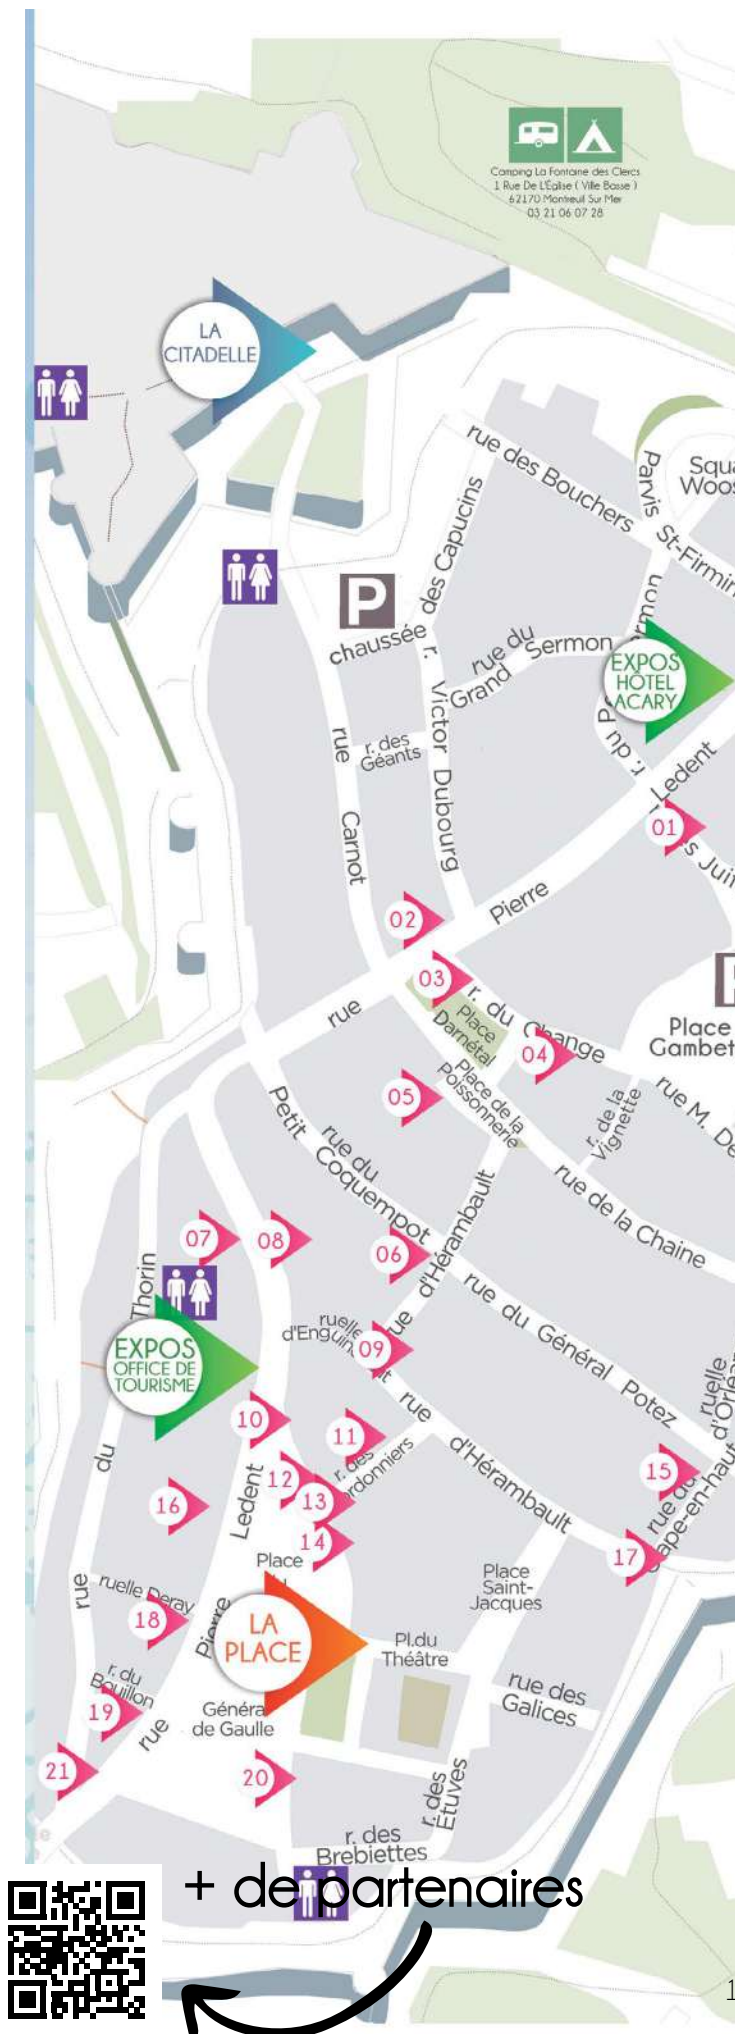 Camping La Fontaine des Clercs
1 Rue De L'Église ( Ville Basse )
62170 Montreuil Sur Mer
03 21 06 07 28
LA
CITADELLE
rue des Bouchers
Parvis
St-Firmin
des Capucins
P
chaussée
r.
Victor
Dubourg
rue du
Grand
Sermon
EXPOS
HÔTEL
ACARY
r. du
r. des
Géants
rue
Carnot
Ledent
01
02
Pierre
03
r. du Change
Place
Darnétal
rue
04
Place
05
Place de la
Poissonnerie
r. de la
Vignette
rue M.
Petit
rue du
Coquempot
rue de la Chaine
d'Hérambault
07
08
06
Thorin
ruelle
09
rue du Général Potez
EXPOS
OFFICE DE
TOURISME
ruelle
10
rue
d'Hérambault
11
r. des
du
Ledent
12
13
15
rue du
16
14
17
Place
Place
Saint-
Jacques
rue
ruelle Deray
18
Pierre
LA
PLACE
Pl.du
Théâtre
r. du
Bouillon
rue des
Galices
19
rue
de Gaulle
21
20
r. des
Étuves
r. des
Brebiettes
+ de partenaires
1